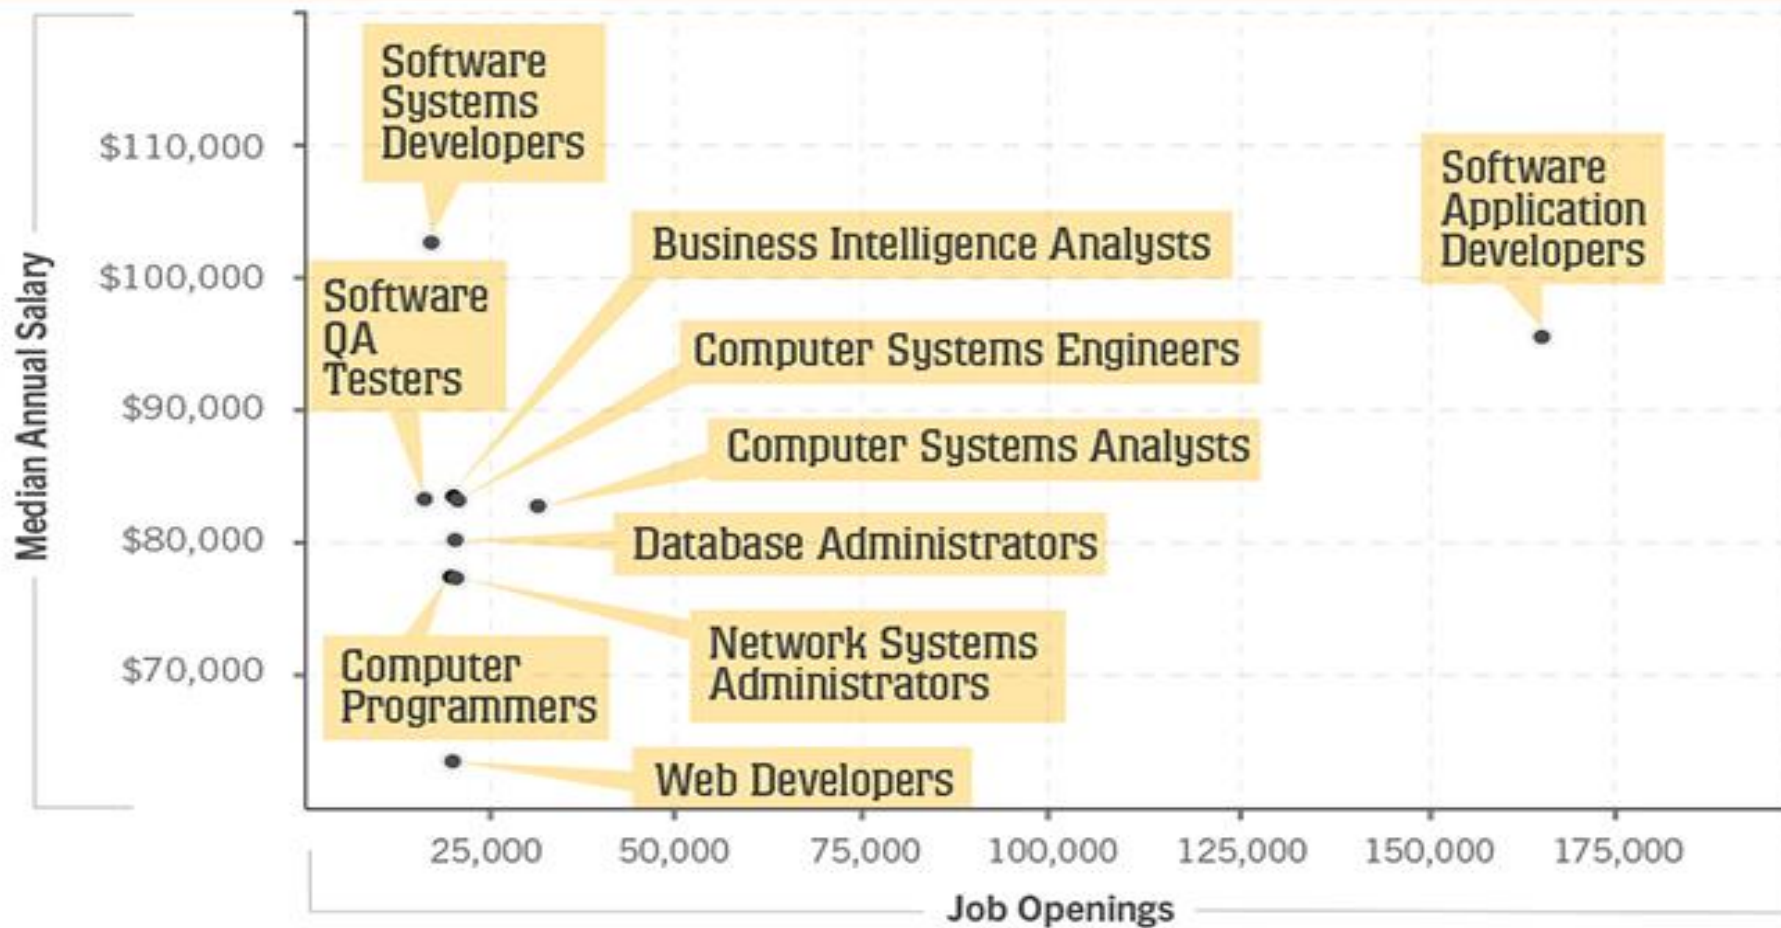 Software
Systems
Developers
$110,000
Software
Application
Developers
Business Intelligence Analysts
$100,000
Software
QA
Testers
Computer Systems Engineers
$90,000
Computer Systems Analysts
Median Annual Salary
$80,000
Database Administrators
Network Systems
Administrators
$70,000
Computer
Programmers
Web Developers
25,000
50,000
75,000
100,000
125,000
150,000
175,000
Job Openings